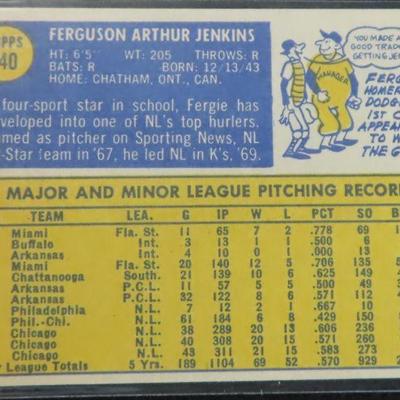 PPS
40
FERGUSON ARTHUR JENKINS
HT: 6'5" WT: 205 THROWS: R
BATS: R BORN: 12/13/43
HOME: CHATHAM, ONT., CAN.
four-sport star in school, Fergie has
eveloped into one of NL's top hurlers.
amed as pitcher on Sporting News, NL
-Star team in '67, he led NL in K's, '69.
YOU MADE A
GOOD TRAD
GETTING JEN
MANAGER
FERG
HOMER
DODG
1ST C
APPEAR
TO W
THE G
MAJOR AND MINOR LEAGUE PITCHING RECOR
TEAM LEA. G IP W L PCT SO B
Miami Fla. St. 11 65 7 2 .778 69
Buffalo Int. 3 13 1 1 .500 6
Arkansas Int. 4 10 0 1 .000 13
Miami Fla. St. 20 140 12 5 .706 135
Chattanooga South. 21 139 10 6 .625 149
Arkansas P.C.L. 11 57 5 5 .500 49
Arkansas P.C.L. 32 122 8 6 .571 112
Philadelphia N.L. 7 12 2 1 .667 10
Phil.-Chi. N.L. 61 184 6 8 .429 150
Chicago N.L. 38 289 20 13 .606 236
Chicago N.L. 40 308 20 15 .571 260
Chicago N.L. 43 311 21 15 .583 273
r League Totals 5 Yrs. 189 1104 69 52 .570 929 2